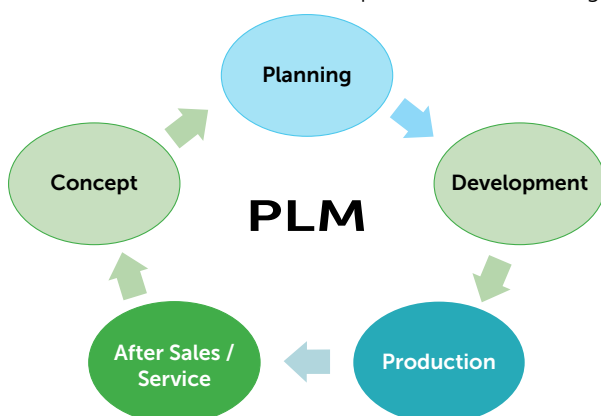 Planning
Concept
Development
PLM
After Sales /
Service
Production